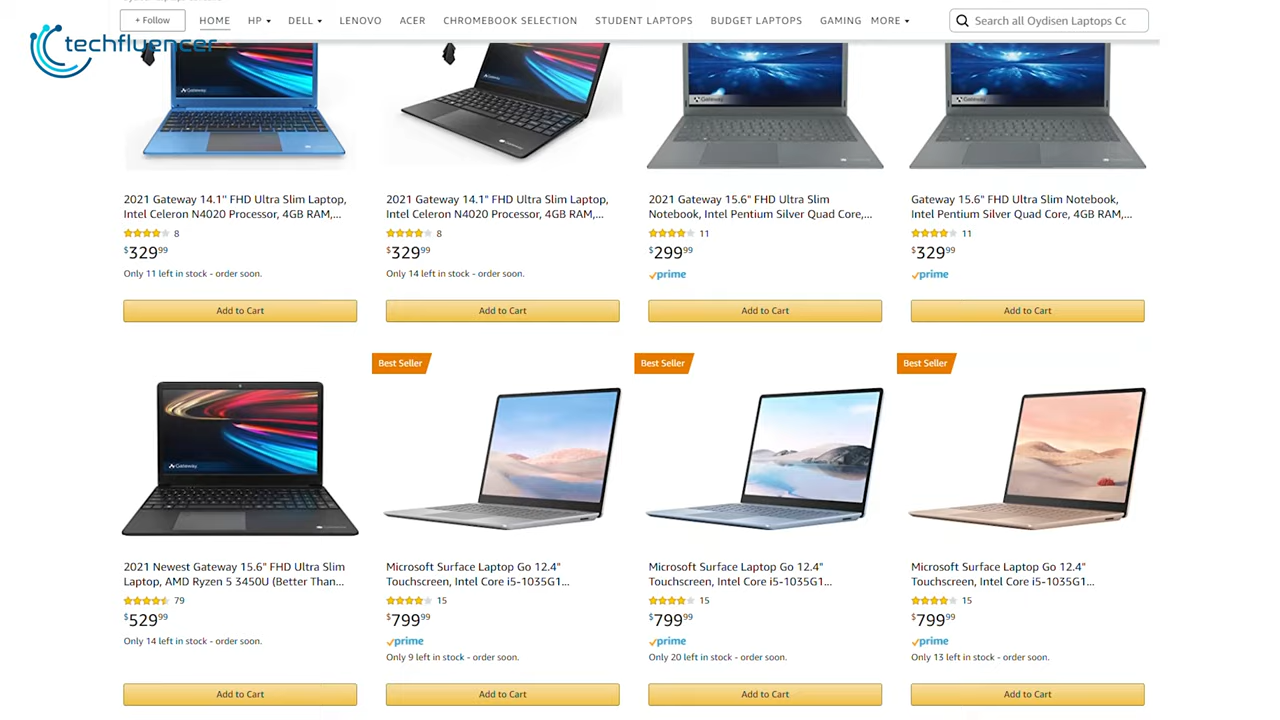 + Follow HOME HP DELL LENOVO ACER CHROMEBOOK SELECTION STUDENT LAPTOPS BUDGET LAPTOPS GAMING MORE Search all Oydisen Laptops Cc
techfluencer
Gateway Gateway Gateway Gateway
2021 Gateway 14.1" FHD Ultra Slim Laptop,
Intel Celeron N4020 Processor, 4GB RAM,...
8
$329.99
Only 11 left in stock - order soon.
Add to Cart
2021 Gateway 14.1" FHD Ultra Slim Laptop,
Intel Celeron N4020 Processor, 4GB RAM,...
8
$329.99
Only 14 left in stock - order soon.
Add to Cart
2021 Gateway 15.6" FHD Ultra Slim
Notebook, Intel Pentium Silver Quad Core,...
11
$299.99
prime
Add to Cart
Gateway 15.6" FHD Ultra Slim Notebook,
Intel Pentium Silver Quad Core, 4GB RAM,...
11
$329.99
prime
Add to Cart
Gateway
2021 Newest Gateway 15.6" FHD Ultra Slim
Laptop, AMD Ryzen 5 3450U (Better Than...
79
$529.99
Only 14 left in stock - order soon.
Add to Cart
Best Seller
Microsoft Surface Laptop Go 12.4"
Touchscreen, Intel Core i5-1035G1...
15
$799.99
prime
Only 9 left in stock - order soon.
Add to Cart
Best Seller
Microsoft Surface Laptop Go 12.4"
Touchscreen, Intel Core i5-1035G1...
15
$799.99
prime
Only 20 left in stock - order soon.
Add to Cart
Best Seller
Microsoft Surface Laptop Go 12.4"
Touchscreen, Intel Core i5-1035G1...
15
$799.99
prime
Only 13 left in stock - order soon.
Add to Cart